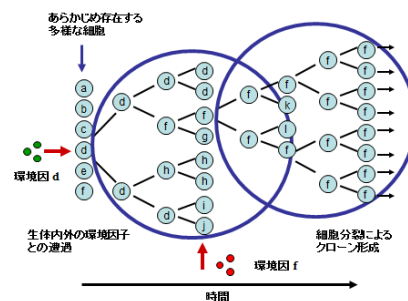 あらかじめ存在する
多様な細胞
a
b
c
d
e
f
d
d
d
f
h
d
d
d
f
g
h
h
i
j
f
f
f
k
l
f
f
f
f
f
f
f
f
f
f
f
f
f
環境因 d
生体内外の環境因子
との遭遇
環境因 f
細胞分裂による
クローン形成
時間